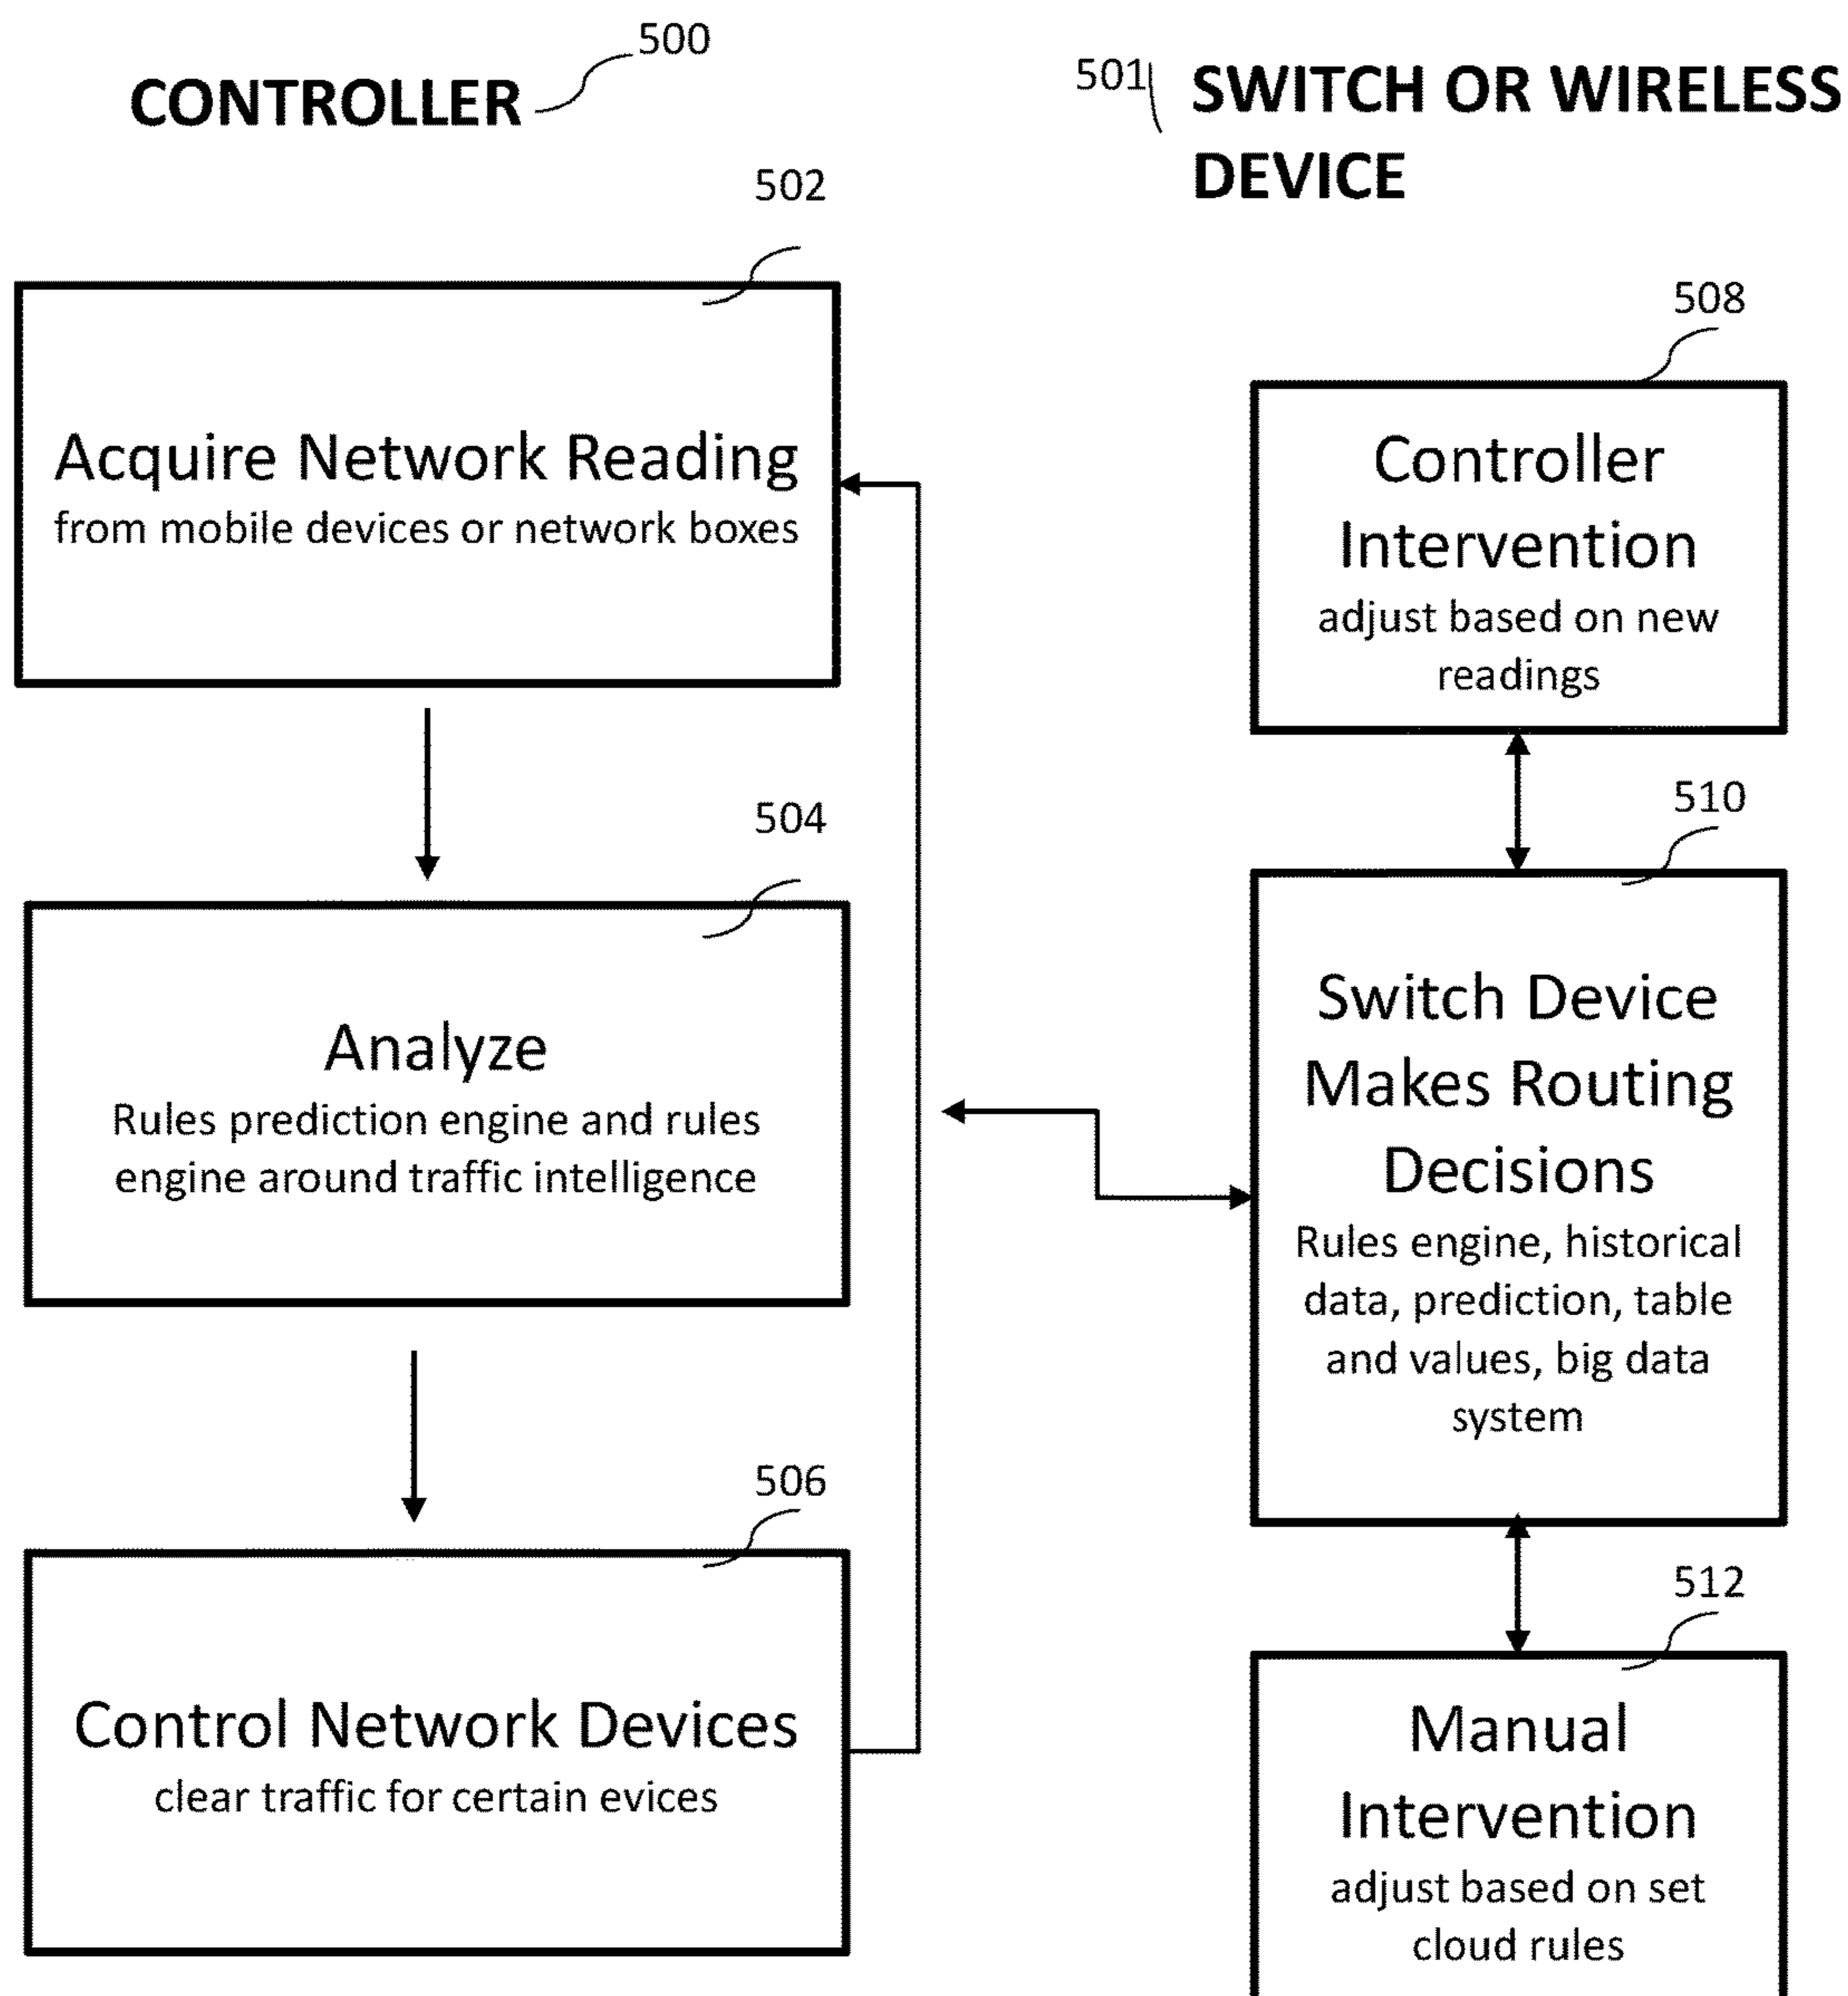 CONTROLLER
500
502
Acquire Network Reading
from mobile devices or network boxes
504
Analyze
Rules prediction engine and rules
engine around traffic intelligence
506
Control Network Devices
clear traffic for certain evices
501
SWITCH OR WIRELESS
DEVICE
508
Controller
Intervention
adjust based on new
readings
510
Switch Device
Makes Routing
Decisions
Rules engine, historical
data, prediction, table
and values, big data
system
512
Manual
Intervention
adjust based on set
cloud rules